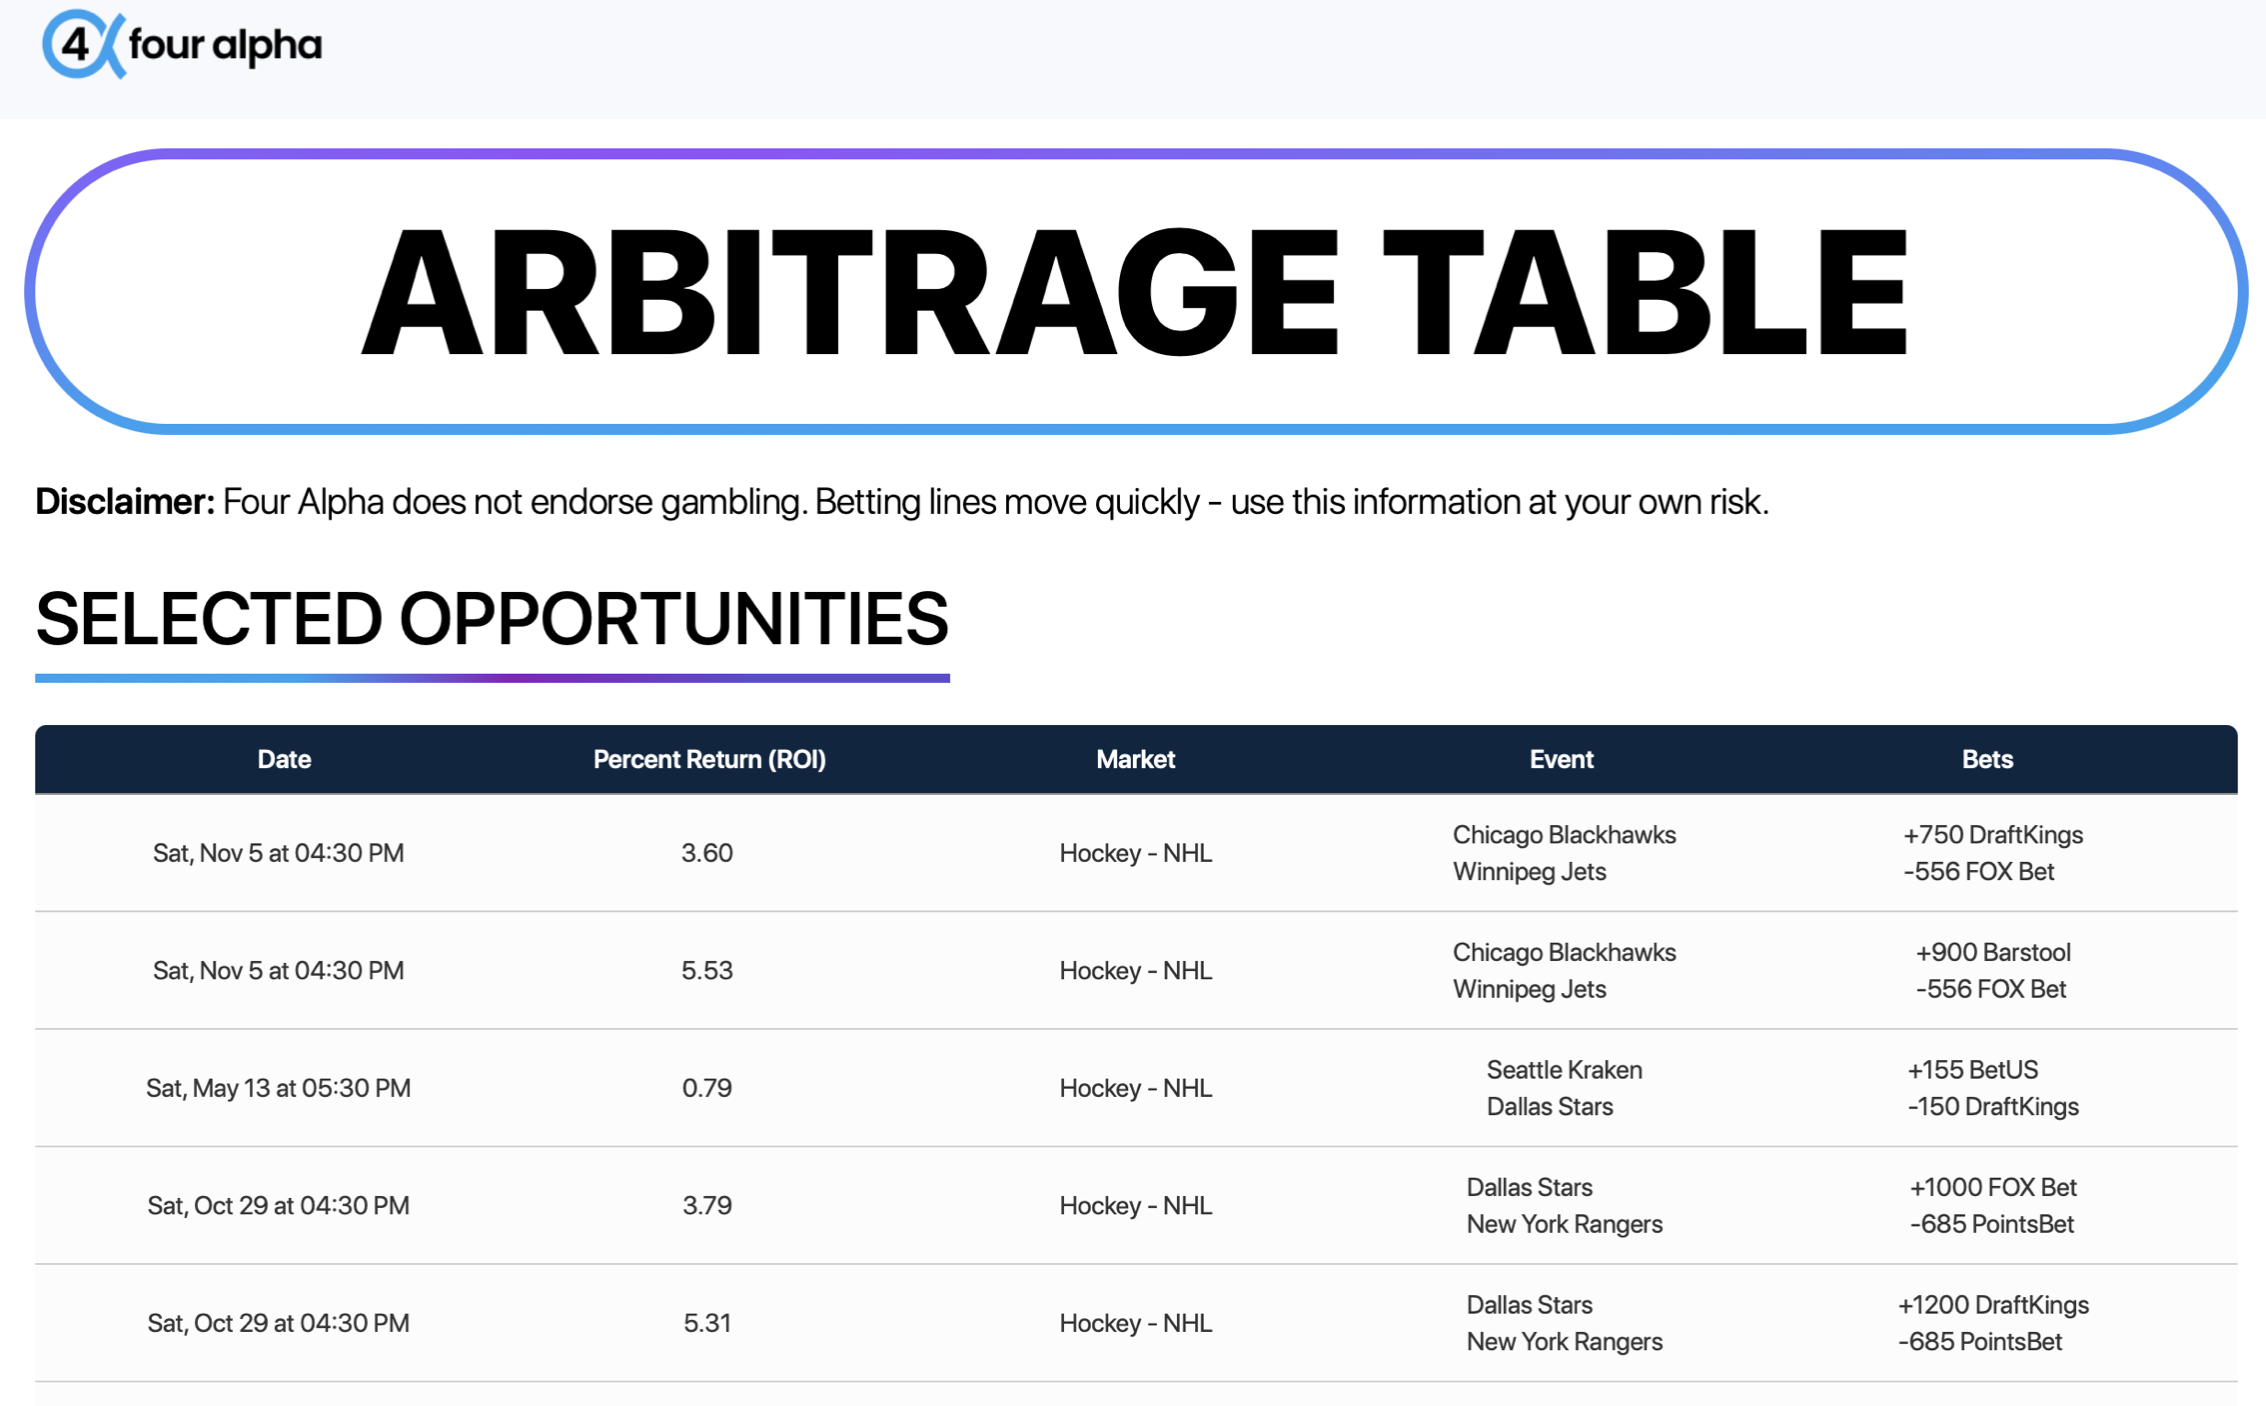 4 four alpha
ARBITRAGE TABLE
Disclaimer: Four Alpha does not endorse gambling. Betting lines move quickly - use this information at your own risk.
SELECTED OPPORTUNITIES
Date Percent Return (ROI) Market Event Bets
Sat, Nov 5 at 04:30 PM 3.60 Hockey - NHL Chicago Blackhawks +750 DraftKings
Winnipeg Jets -556 FOX Bet
Sat, Nov 5 at 04:30 PM 5.53 Hockey - NHL Chicago Blackhawks +900 Barstool
Winnipeg Jets -556 FOX Bet
Sat, May 13 at 05:30 PM 0.79 Hockey - NHL Seattle Kraken +155 BetUS
Dallas Stars -150 DraftKings
Sat, Oct 29 at 04:30 PM 3.79 Hockey - NHL Dallas Stars +1000 FOX Bet
New York Rangers -685 PointsBet
Sat, Oct 29 at 04:30 PM 5.31 Hockey - NHL Dallas Stars +1200 DraftKings
New York Rangers -685 PointsBet